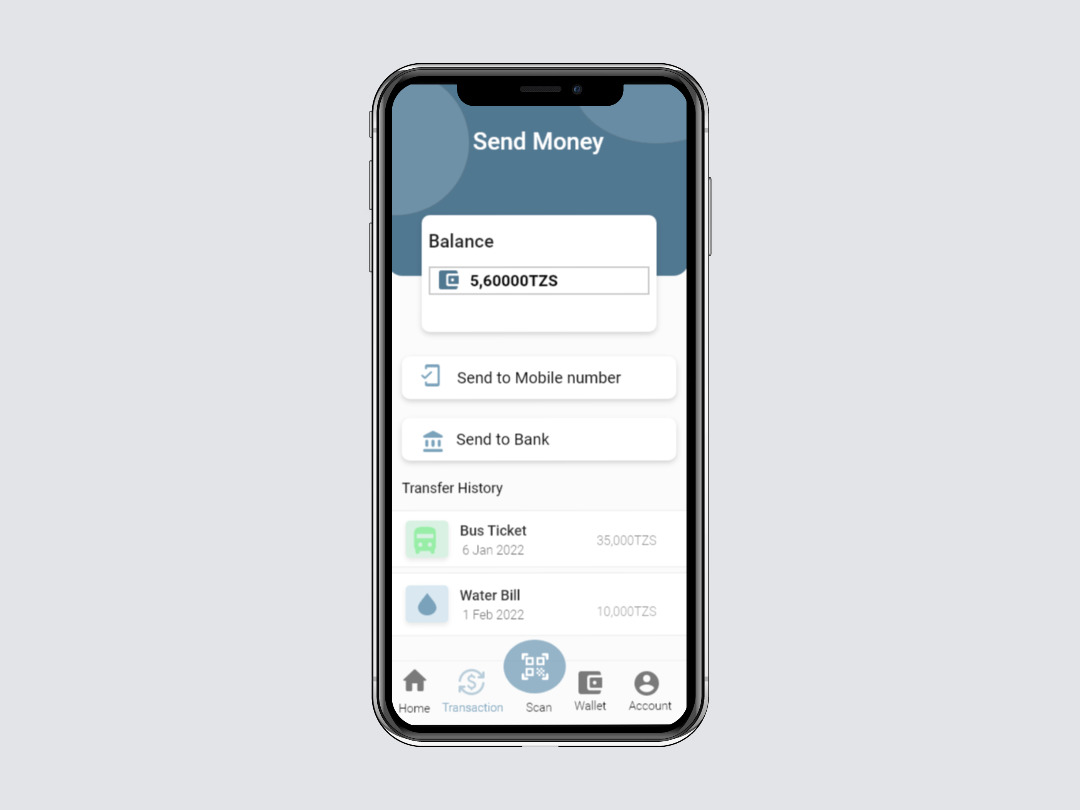 Send Money
Balance
5,60000TZS
Send to Mobile number
Send to Bank
Transfer History
Bus Ticket
6 Jan 2022
35,000TZS
Water Bill
1 Feb 2022
10,000TZS
Home
Transaction
Scan
Wallet
Account